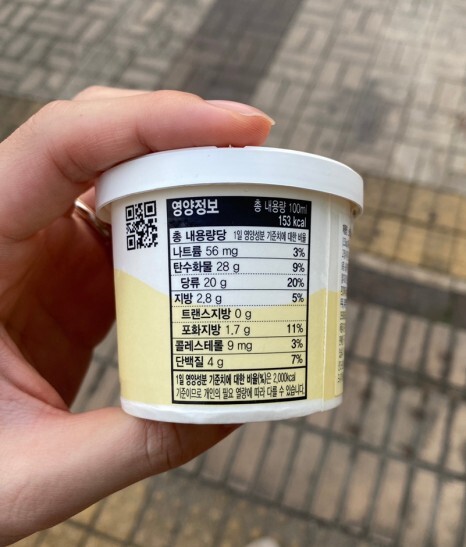 영양정보 총 내용량 100ml
153 kcal
총 내용량당 1일 영양성분 기준치에 대한 비율
나트륨 56 mg 3%
탄수화물 28 g 9%
당류 20 g 20%
지방 2.8 g 5%
트랜스지방 0 g
포화지방 1.7 g 11%
콜레스테롤 9 mg 3%
단백질 4 g 7%
1일 영양성분 기준치에 대한 비율(%)은 2,000kcal
기준이므로 개인의 필요 열량에 따라 다를 수 있습니다.